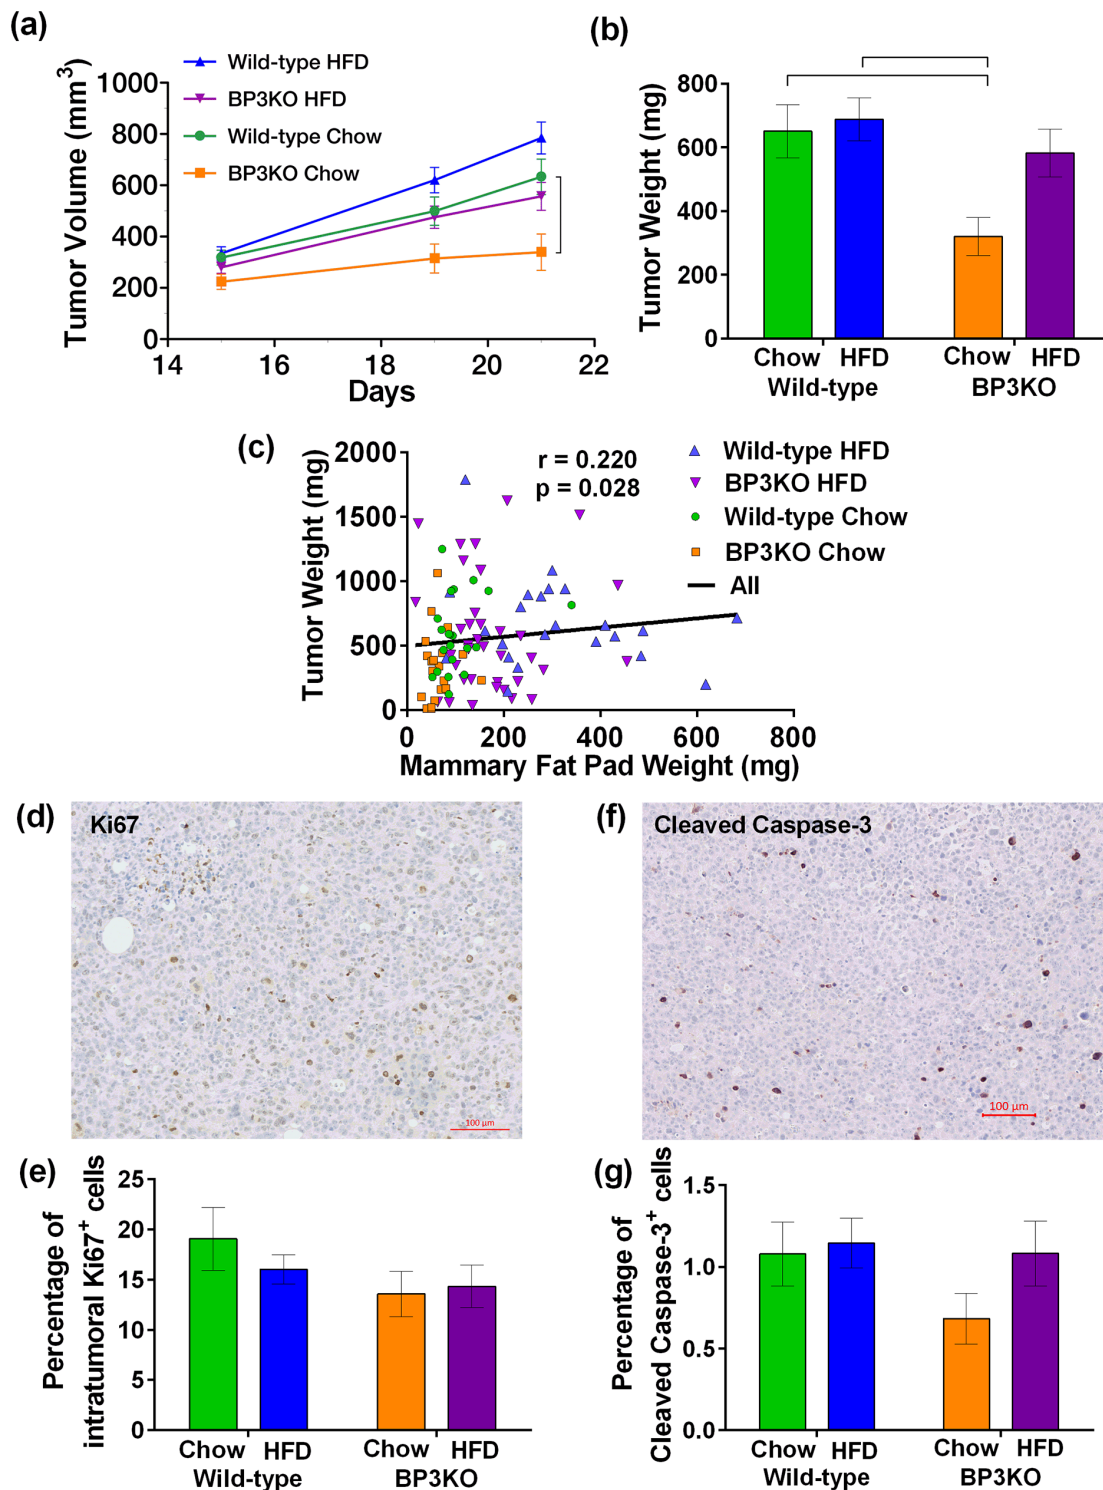 (a)
Wild-type HFD
BP3KO HFD
Wild-type Chow
BP3KO Chow
Tumor Volume (mm³)
1000
800
600
400
200
0
14 16 18 20 22
Days
(b)
Tumor Weight (mg)
800
600
400
200
0
Chow HFD Chow HFD
Wild-type BP3KO
(c)
r = 0.220
p = 0.028
Wild-type HFD
BP3KO HFD
Wild-type Chow
BP3KO Chow
All
Tumor Weight (mg)
2000
1500
1000
500
0
0 200 400 600 800
Mammary Fat Pad Weight (mg)
(d)
Ki67
100 µm
(f)
Cleaved Caspase-3
100 µm
(e)
Percentage of
intratumoral Ki67⁺ cells
25
20
15
10
5
0
Chow HFD Chow HFD
Wild-type BP3KO
(g)
Percentage of
Cleaved Caspase-3⁺ cells
1.5
1.0
0.5
0.0
Chow HFD Chow HFD
Wild-type BP3KO